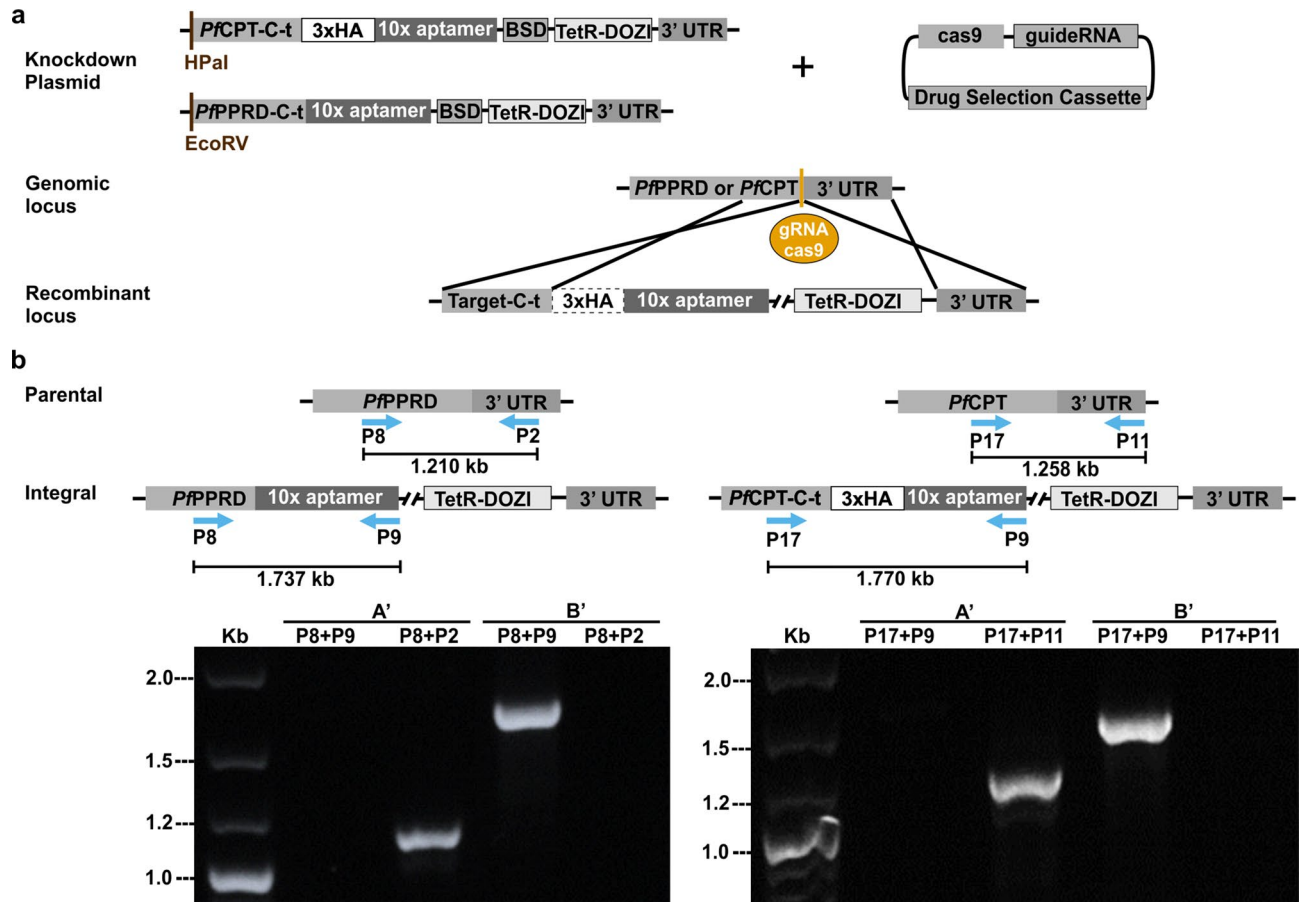 a
Knockdown
Plasmid
PfCPT-C-t 3xHA 10x aptamer BSD TetR-DOZI 3' UTR
HPaI
PfPPRD-C-t 10x aptamer BSD TetR-DOZI 3' UTR
EcoRV
+
cas9 guideRNA
Drug Selection Cassette
Genomic
locus
PfPPRD or PfCPT 3' UTR
gRNA
cas9
Recombinant
locus
Target-C-t 3xHA 10x aptamer TetR-DOZI 3' UTR
b
Parental
PfPPRD 3' UTR
P8 P2
1.210 kb
PfCPT 3' UTR
P17 P11
1.258 kb
Integral
PfPPRD 10x aptamer TetR-DOZI 3' UTR
P8 P9
1.737 kb
PfCPT-C-t 3xHA 10x aptamer TetR-DOZI 3' UTR
P17 P9
1.770 kb
A' B'
Kb P8+P9 P8+P2 P8+P9 P8+P2
2.0---
1.5---
1.2---
1.0---
A' B'
Kb P17+P9 P17+P11 P17+P9 P17+P11
2.0---
1.5---
1.2---
1.0---